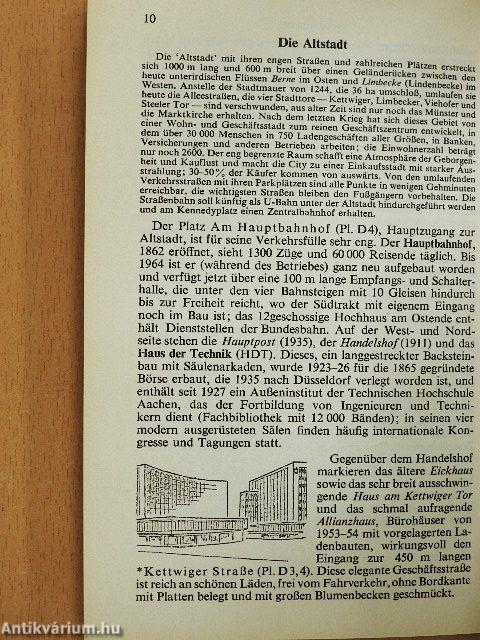 10
Die Altstadt
Die 'Altstadt' mit ihren engen Straßen und zahlreichen Plätzen erstreckt
sich 1000 m lang und 600 m breit über einen Geländerücken zwischen den
heute unterirdischen Flüssen Berne im Osten und Limbecke (Lindenbecke) im
Westen. Anstelle der Stadtmauer von 1244, die 36 ha umschloß, umlaufen sie
heute die Alleestraßen, die vier Stadttore — Kettwiger, Limbecker, Viehofer und
Steeler Tor — sind verschwunden, aus alter Zeit sind nur noch das Münster und
die Marktkirche erhalten. Nach dem letzten Krieg hat sich dieses Gebiet von
einer Wohn- und Geschäftsstadt zum reinen Geschäftszentrum entwickelt, in
dem über 30 000 Menschen in 750 Ladengeschäften aller Größen, in Banken,
Versicherungen und anderen Betrieben arbeiten; die Einwohnerzahl beträgt
nur noch 2600. Der eng begrenzte Raum schafft eine Atmosphäre der Geborgen-
heit und Kauflust und macht die City zu einer Einkaufsstadt mit starker Aus-
strahlung; 30–50% der Käufer kommen von auswärts. Von den umlaufenden
Verkehrsstraßen mit ihren Parkplätzen sind alle Punkte in wenigen Gehminuten
erreichbar, die wichtigsten Straßen bleiben den Fußgängern vorbehalten. Die
Straßenbahn soll künftig als U-Bahn unter der Altstadt hindurchgeführt werden
und am Kennedyplatz einen Zentralbahnhof erhalten.
Der Platz Am Hauptbahnhof (Pl. D4), Hauptzugang zur
Altstadt, ist für seine Verkehrsfülle sehr eng. Der Hauptbahnhof,
1862 eröffnet, sieht 1300 Züge und 60 000 Reisende täglich. Bis
1964 ist er (während des Betriebes) ganz neu aufgebaut worden
und verfügt jetzt über eine 100 m lange Empfangs- und Schalter-
halle, die unter den vier Bahnsteigen mit 10 Gleisen hindurch
bis zur Freiheit reicht, wo der Südtrakt mit eigenem Eingang
noch im Bau ist; das 12geschossige Hochhaus am Ostende ent-
hält Dienststellen der Bundesbahn. Auf der West- und Nord-
seite stehen die Hauptpost (1935), der Handelshof (1911) und das
Haus der Technik (HDT). Dieses, ein langgestreckter Backstein-
bau mit Säulenarkaden, wurde 1923–26 für die 1865 gegründete
Börse erbaut, die 1935 nach Düsseldorf verlegt worden ist, und
enthält seit 1927 ein Außeninstitut der Technischen Hochschule
Aachen, das der Fortbildung von Ingenieuren und Techni-
kern dient (Fachbibliothek mit 12 000 Bänden); in seinen vier
modern ausgerüsteten Sälen finden häufig internationale Kon-
gresse und Tagungen statt.
Gegenüber dem Handelshof
markieren das ältere Eickhaus
sowie das sehr breit ausschwin-
gende Haus am Kettwiger Tor
und das schmal aufragende
Allianzhaus, Bürohäuser von
1953–54 mit vorgelagerten La-
denbauten, wirkungsvoll den
Eingang zur 450 m langen
*Kettwiger Straße (Pl. D 3, 4). Diese elegante Geschäftsstraße
ist reich an schönen Läden, frei vom Fahrverkehr, ohne Bordkante
mit Platten belegt und mit großen Blumenbecken geschmückt.
Antikvárium.hu